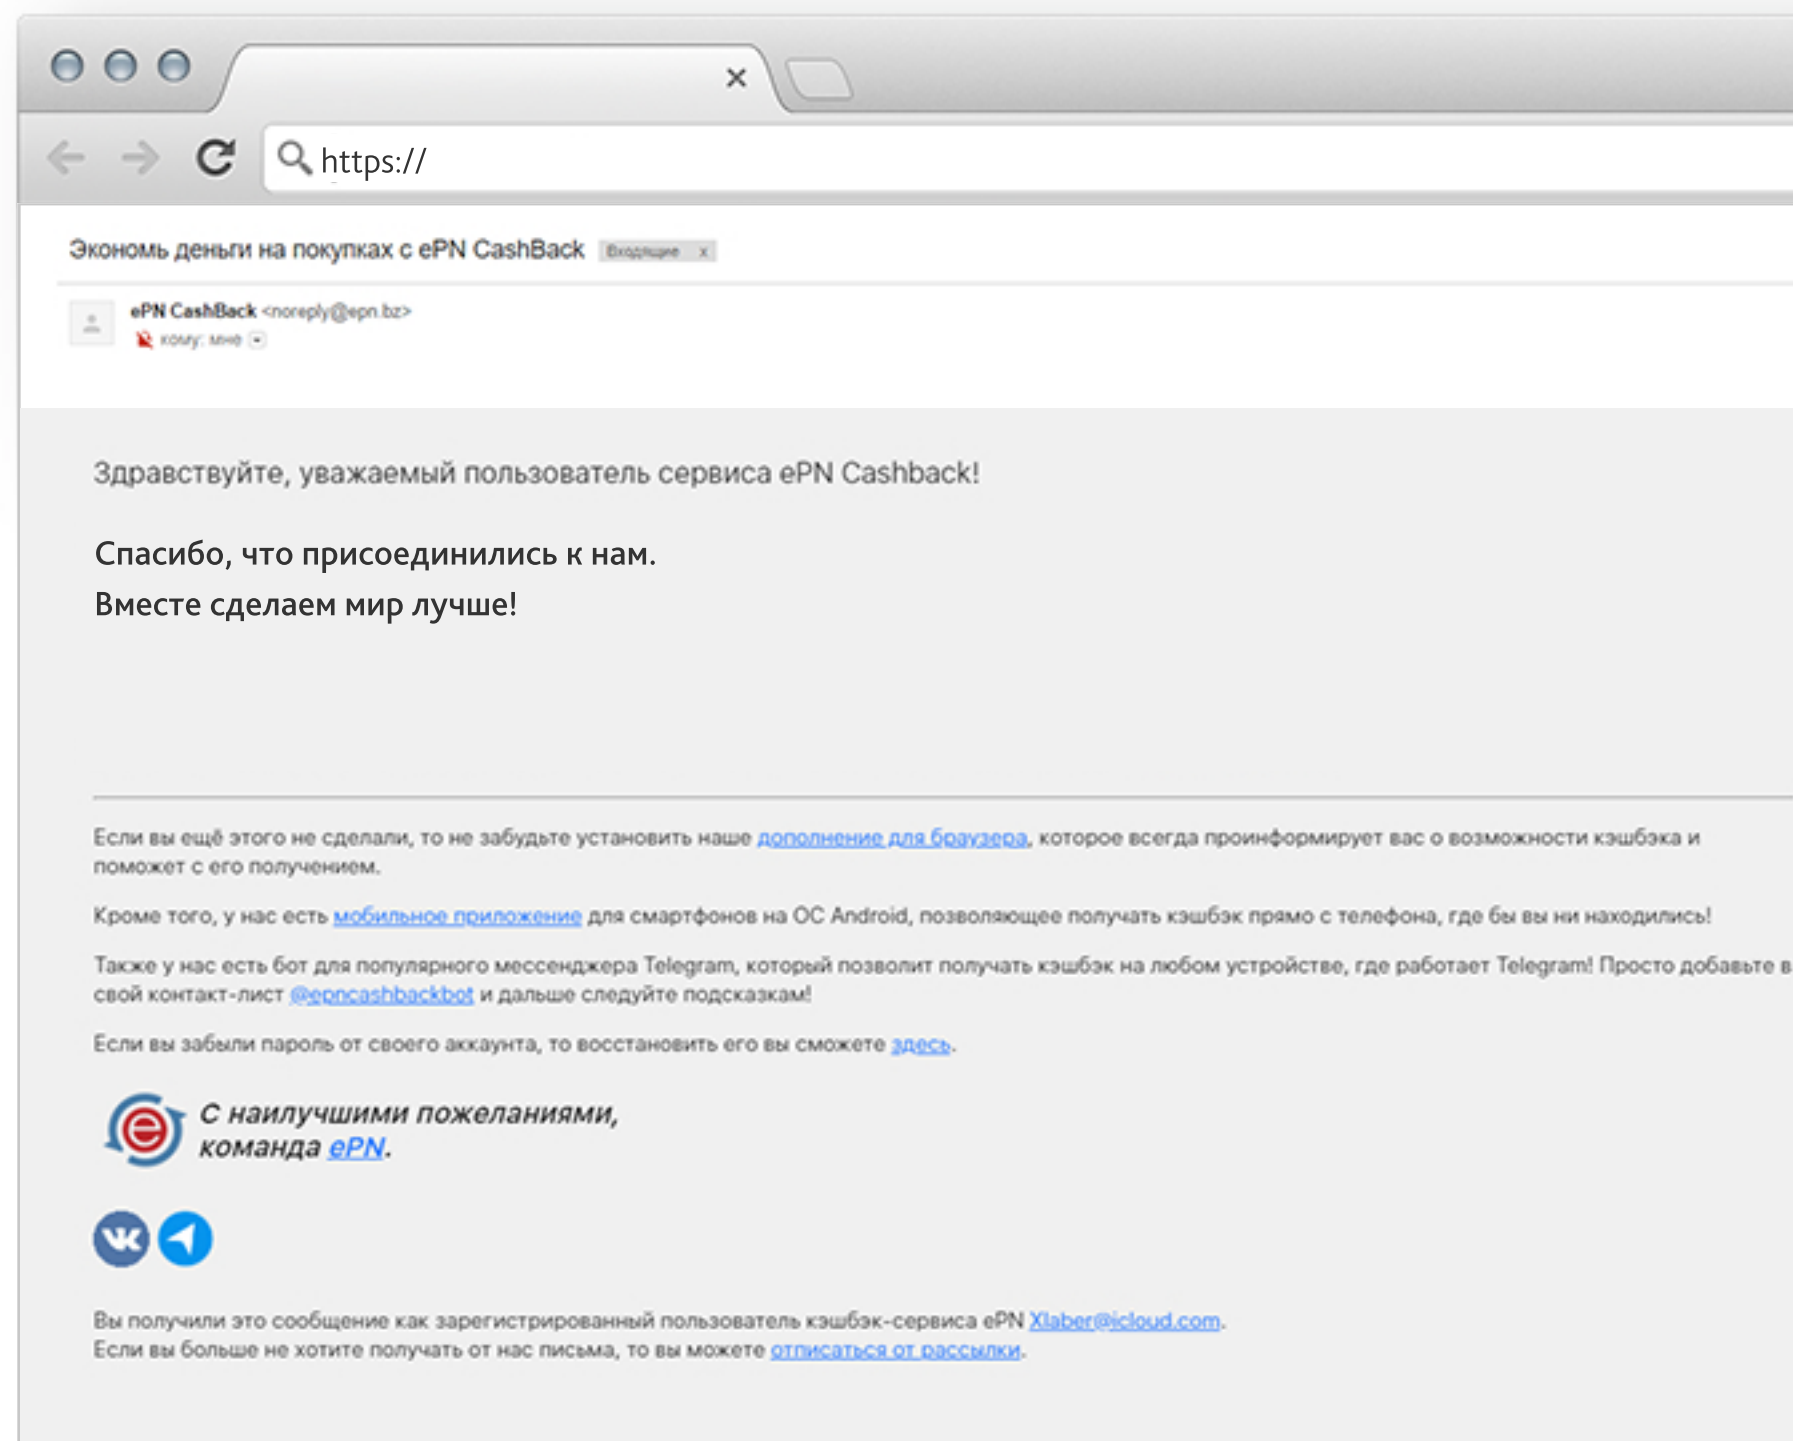 https://
Экономь деньги на покупках с ePN CashBack Входящие x
ePN CashBack <noreply@epn.bz>
кому: мне
Здравствуйте, уважаемый пользователь сервиса ePN Cashback!
Спасибо, что присоединились к нам.
Вместе сделаем мир лучше!
Если вы ещё этого не сделали, то не забудьте установить наше дополнение для браузера, которое всегда проинформирует вас о возможности кэшбэка и
поможет с его получением.
Кроме того, у нас есть мобильное приложение для смартфонов на ОС Android, позволяющее получать кэшбэк прямо с телефона, где бы вы ни находились!
Также у нас есть бот для популярного мессенджера Telegram, который позволит получать кэшбэк на любом устройстве, где работает Telegram! Просто добавьте в
свой контакт-лист @epncashbackbot и дальше следуйте подсказкам!
Если вы забыли пароль от своего аккаунта, то восстановить его вы сможете здесь.
С наилучшими пожеланиями,
команда ePN.
Вы получили это сообщение как зарегистрированный пользователь кэшбэк-сервиса ePN Xlaber@icloud.com.
Если вы больше не хотите получать от нас письма, то вы можете отписаться от рассылки.